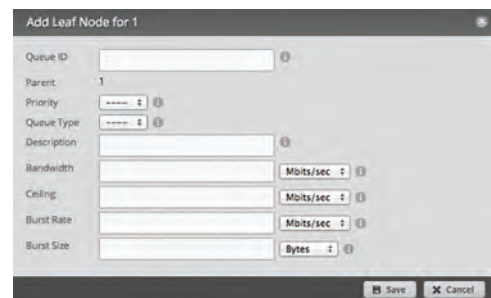 Add Leaf Node for 1
Queue ID
Parent 1
Priority ----
Queue Type ----
Description
Bandwidth Mbits/sec
Ceiling Mbits/sec
Burst Rate Mbits/sec
Burst Size Bytes
Save Cancel